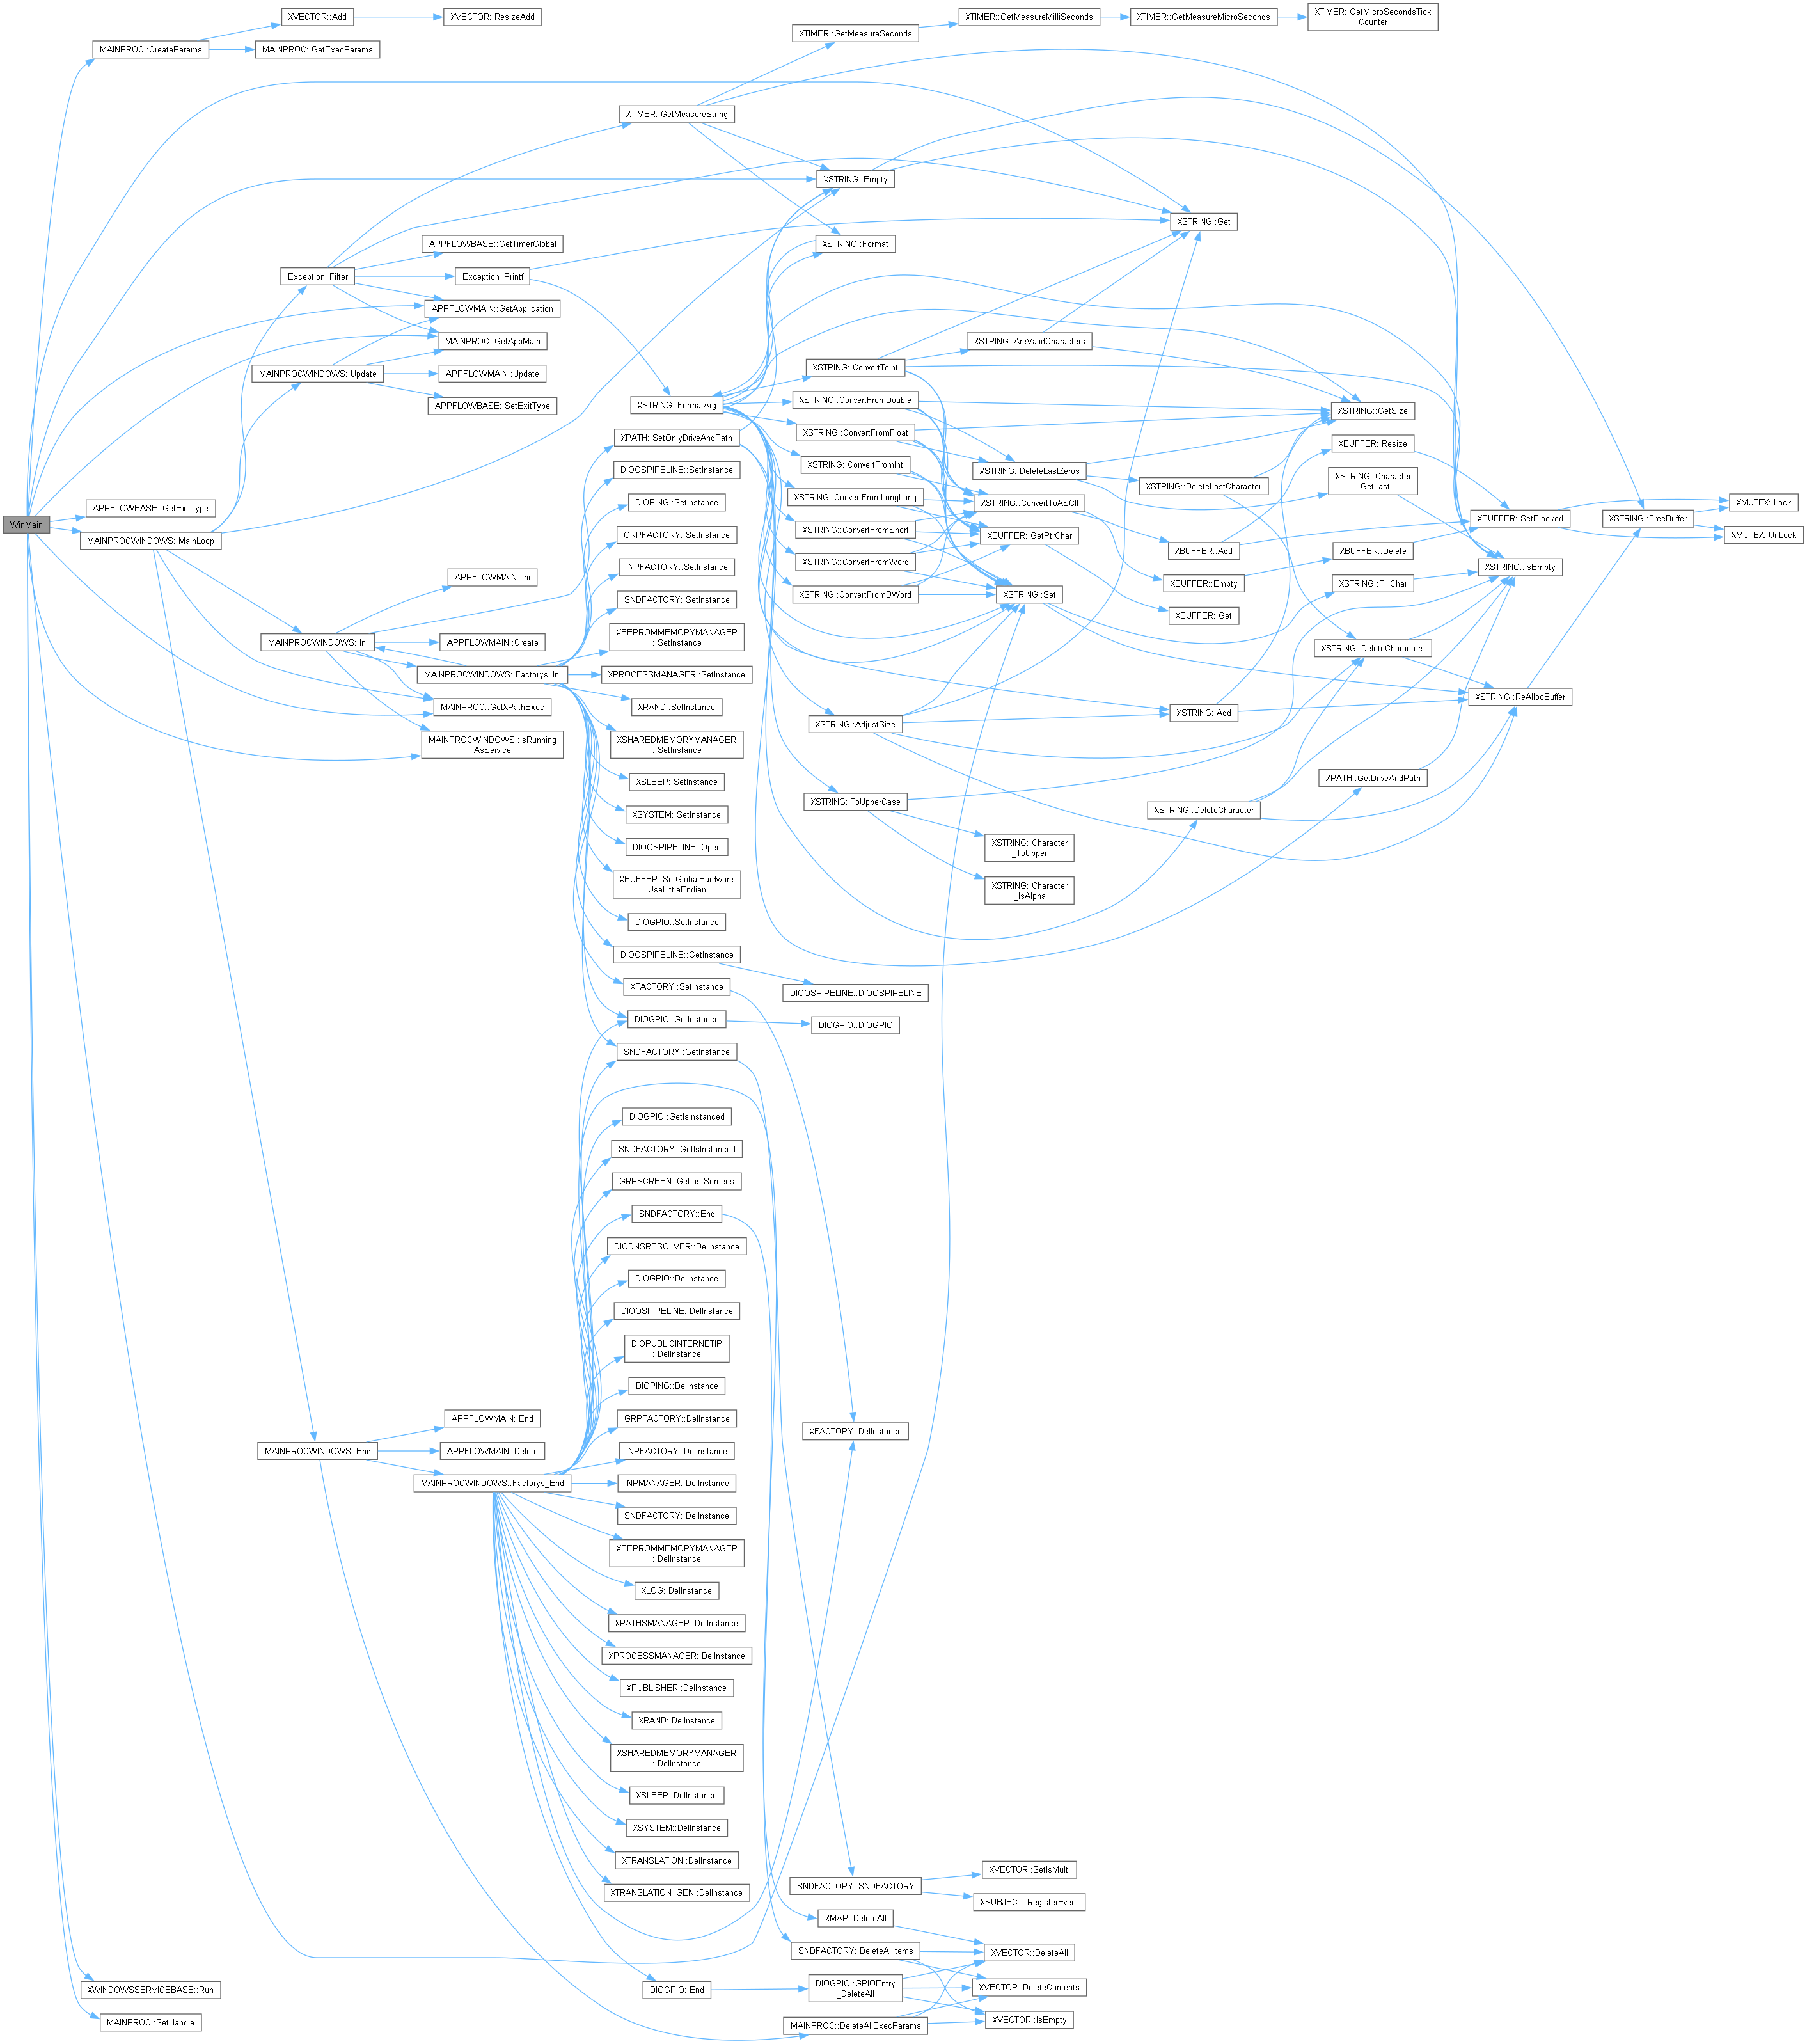 WinMain
MAINPROC::CreateParams
XVECTOR::Add
XVECTOR::ResizeAdd
MAINPROC::GetExecParams
XTIMER::GetMeasureString
XTIMER::GetMeasureSeconds
XTIMER::GetMeasureMilliSeconds
XTIMER::GetMeasureMicroSeconds
XTIMER::GetMicroSecondsTick
Counter
XSTRING::Empty
XSTRING::Get
XSTRING::Format
Exception_Filter
APPFLOWBASE::GetTimerGlobal
Exception_Printf
APPFLOWMAIN::GetApplication
MAINPROC::GetAppMain
MAINPROCWINDOWS::Update
APPFLOWMAIN::Update
APPFLOWBASE::SetExitType
XSTRING::FormatArg
XSTRING::AreValidCharacters
XSTRING::ConvertToInt
XSTRING::ConvertFromDouble
XSTRING::GetSize
XSTRING::ConvertFromFloat
XPATH::SetOnlyDriveAndPath
XBUFFER::Resize
XSTRING::ConvertFromInt
XSTRING::DeleteLastZeros
DIOOSPIPELINE::SetInstance
XSTRING::Character
_GetLast
XSTRING::DeleteLastCharacter
XSTRING::ConvertFromLongLong
DIOPING::SetInstance
XSTRING::ConvertToASCII
XMUTEX::Lock
APPFLOWBASE::GetExitType
XBUFFER::SetBlocked
XSTRING::FreeBuffer
XSTRING::ConvertFromShort
GRPFACTORY::SetInstance
XBUFFER::GetPtrChar
XMUTEX::UnLock
MAINPROCWINDOWS::MainLoop
XBUFFER::Add
XBUFFER::Delete
XSTRING::ConvertFromWord
INPFACTORY::SetInstance
XSTRING::IsEmpty
APPFLOWMAIN::Ini
XBUFFER::Empty
XSTRING::FillChar
XSTRING::ConvertFromDWord
XSTRING::Set
SNDFACTORY::SetInstance
XBUFFER::Get
MAINPROCWINDOWS::Ini
APPFLOWMAIN::Create
XEEPROMMEMORYMANAGER
::SetInstance
XSTRING::DeleteCharacters
MAINPROCWINDOWS::Factorys_Ini
XPROCESSMANAGER::SetInstance
XSTRING::ReAllocBuffer
MAINPROC::GetXPathExec
XRAND::SetInstance
XSTRING::Add
XSTRING::AdjustSize
MAINPROCWINDOWS::IsRunning
AsService
XSHAREDMEMORYMANAGER
::SetInstance
XSLEEP::SetInstance
XPATH::GetDriveAndPath
XSTRING::ToUpperCase
XSTRING::DeleteCharacter
XSYSTEM::SetInstance
DIOOSPIPELINE::Open
XSTRING::Character
_ToUpper
XBUFFER::SetGlobalHardware
UseLittleEndian
XSTRING::Character
_IsAlpha
DIOGPIO::SetInstance
DIOOSPIPELINE::GetInstance
XFACTORY::SetInstance
DIOOSPIPELINE::DIOOSPIPELINE
DIOGPIO::GetInstance
DIOGPIO::DIOGPIO
SNDFACTORY::GetInstance
DIOGPIO::GetIsInstanced
SNDFACTORY::GetIsInstanced
GRPSCREEN::GetListScreens
SNDFACTORY::End
DIODNSRESOLVER::DelInstance
DIOGPIO::DelInstance
DIOOSPIPELINE::DelInstance
DIOPUBLICINTERNETIP
::DelInstance
DIOPING::DelInstance
APPFLOWMAIN::End
GRPFACTORY::DelInstance
XFACTORY::DelInstance
MAINPROCWINDOWS::End
APPFLOWMAIN::Delete
INPFACTORY::DelInstance
MAINPROCWINDOWS::Factorys_End
INPMANAGER::DelInstance
SNDFACTORY::DelInstance
XEEPROMMEMORYMANAGER
::DelInstance
XLOG::DelInstance
XPATHSMANAGER::DelInstance
XPROCESSMANAGER::DelInstance
XPUBLISHER::DelInstance
XRAND::DelInstance
XSHAREDMEMORYMANAGER
::DelInstance
XSLEEP::DelInstance
XSYSTEM::DelInstance
XTRANSLATION::DelInstance
XVECTOR::SetIsMulti
SNDFACTORY::SNDFACTORY
XTRANSLATION_GEN::DelInstance
XSUBJECT::RegisterEvent
XMAP::DeleteAll
SNDFACTORY::DeleteAllItems
XVECTOR::DeleteAll
XWINDOWSSERVICEBASE::Run
DIOGPIO::End
DIOGPIO::GPIOEntry
_DeleteAll
XVECTOR::DeleteContents
MAINPROC::SetHandle
MAINPROC::DeleteAllExecParams
XVECTOR::IsEmpty